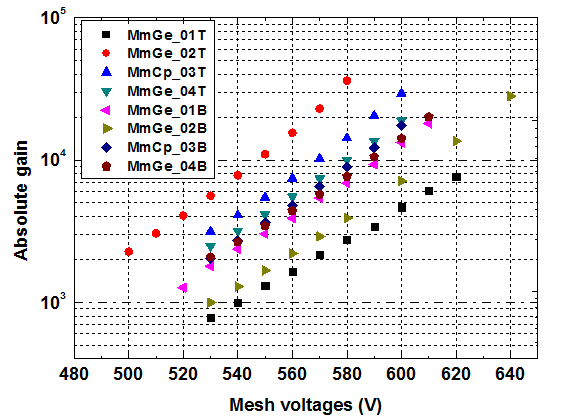 10^5
MmGe_01T
MmGe_02T
MmCp_03T
MmGe_04T
MmGe_01B
MmGe_02B
MmCp_03B
MmGe_04B
10^4
10^3
Absolute gain
480 500 520 540 560 580 600 620 640
Mesh voltages (V)